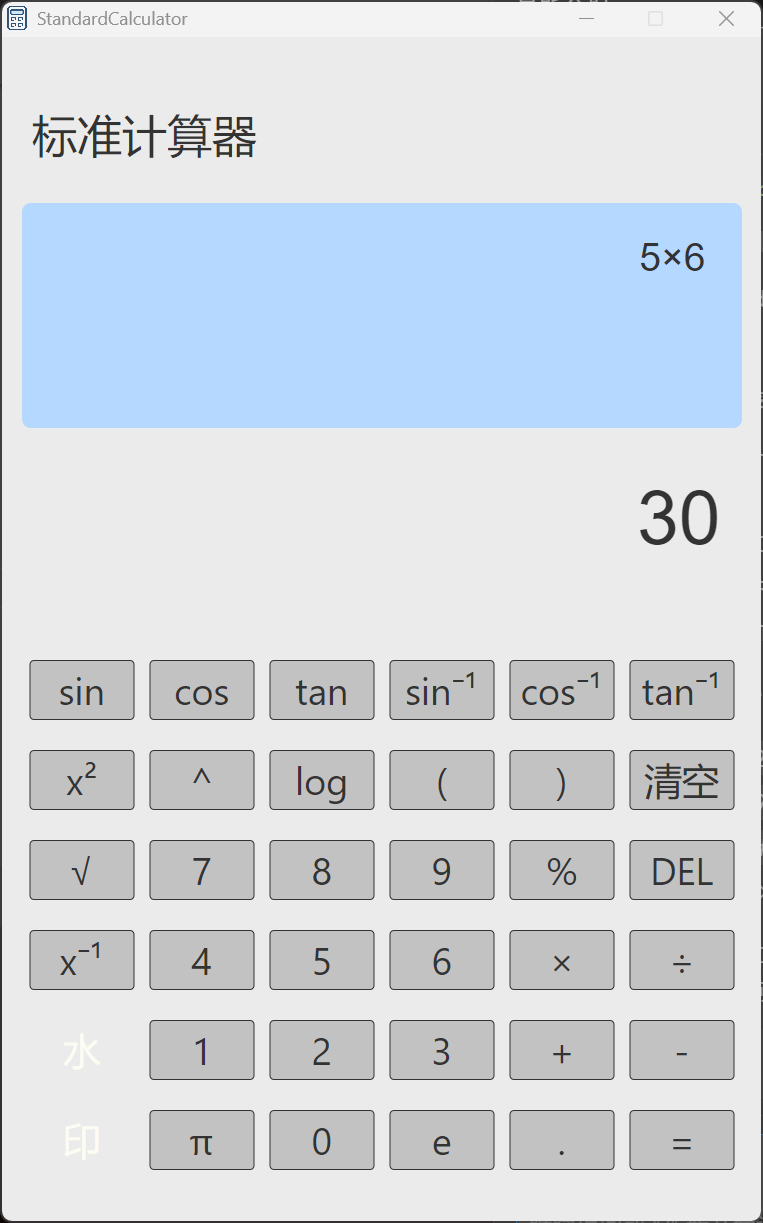 StandardCalculator
标准计算器
5×6
30
sin cos tan sin⁻¹ cos⁻¹ tan⁻¹
x² ^ log ( ) 清空
√ 7 8 9 % DEL
x⁻¹ 4 5 6 × ÷
水 1 2 3 + -
印 π 0 e . =